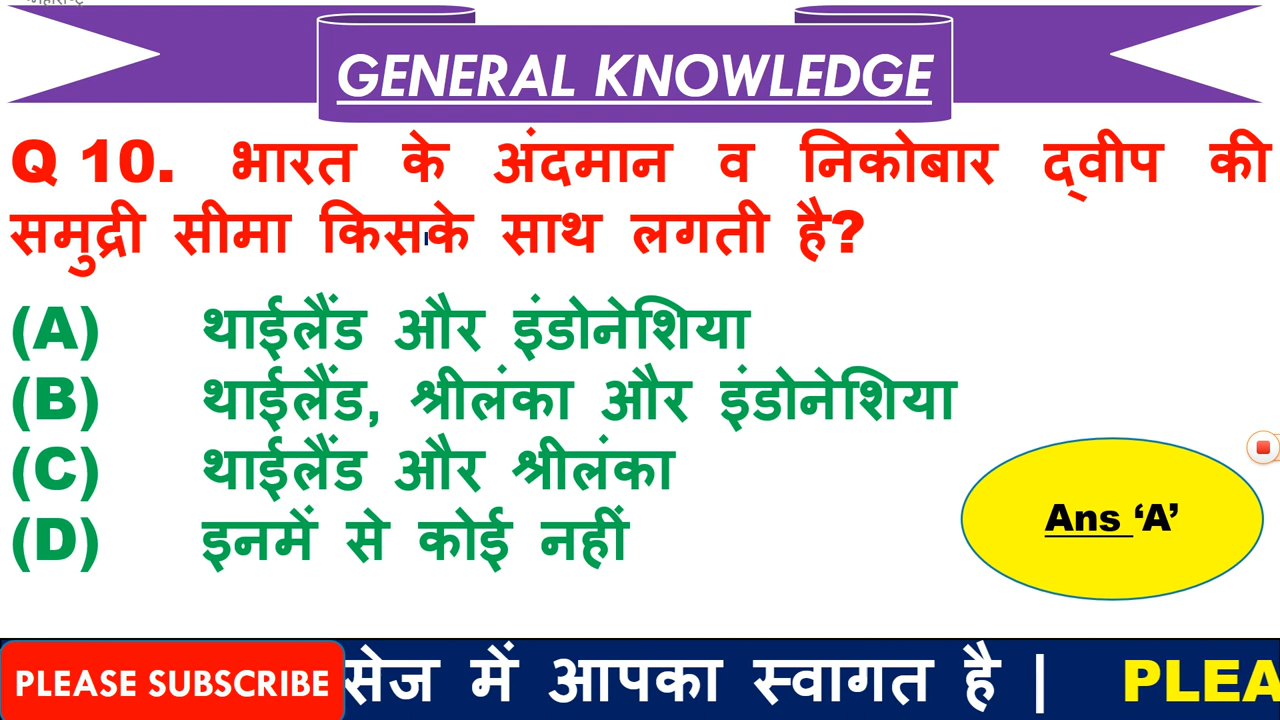 GENERAL KNOWLEDGE
Q 10. भारत के अंदमान व निकोबार द्वीप की
समुद्री सीमा किसके साथ लगती है?
(A) थाईलैंड और इंडोनेशिया
(B) थाईलैंड, श्रीलंका और इंडोनेशिया
(C) थाईलैंड और श्रीलंका
(D) इनमें से कोई नहीं
Ans ‘A’
PLEASE SUBSCRIBE सेज में आपका स्वागत है | PLEA